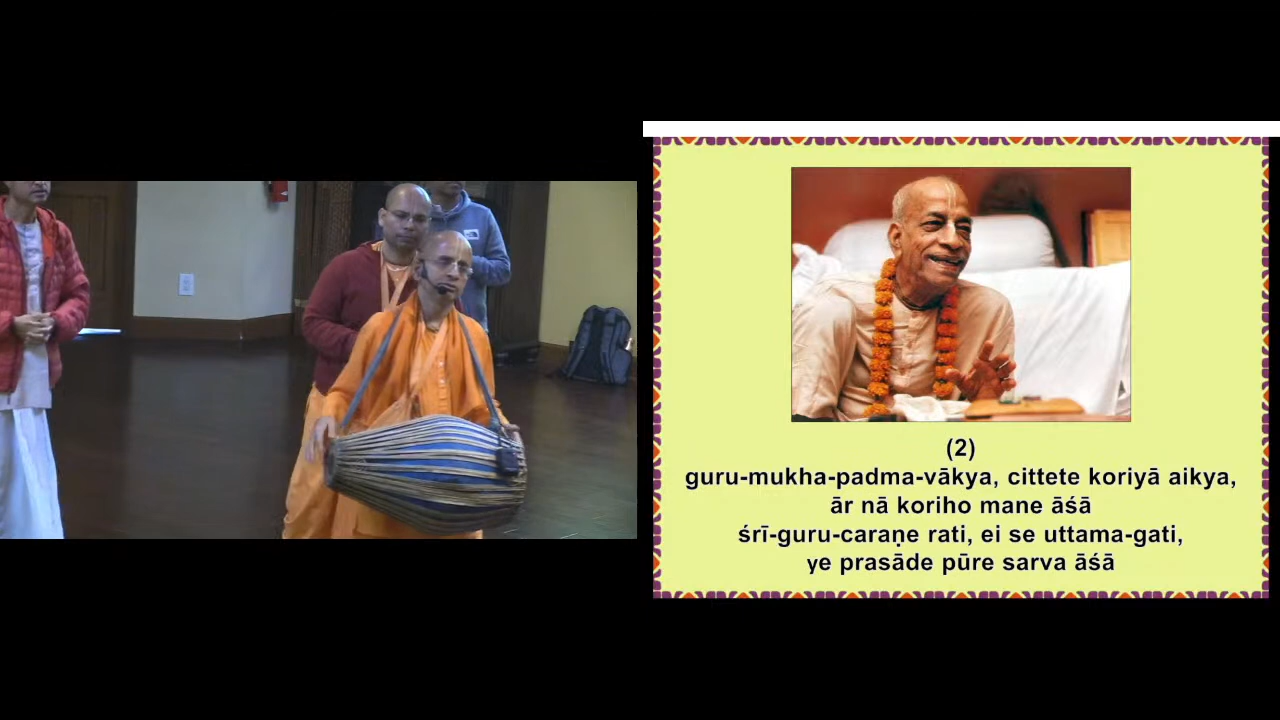 (2)
guru-mukha-padma-vākya, cittete koriyā aikya,
ār nā koriho mane āśā
śrī-guru-caraṇe rati, ei se uttama-gati,
ye prasāde pūre sarva āśā